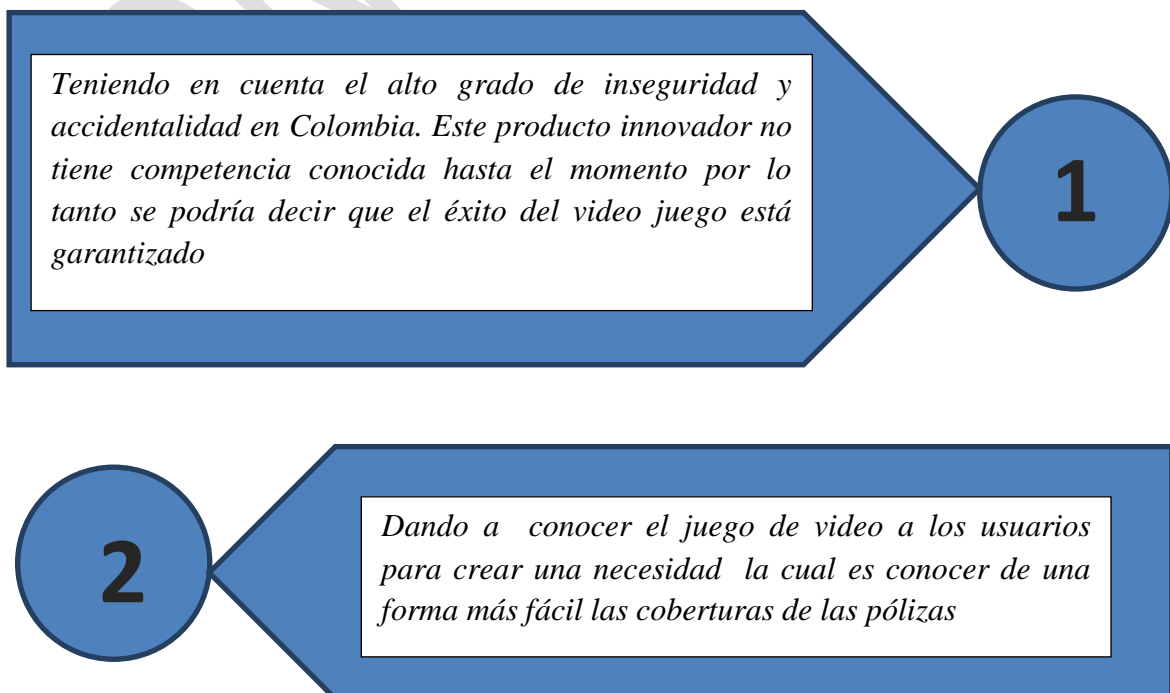 Teniendo en cuenta el alto grado de inseguridad y
accidentalidad en Colombia. Este producto innovador no
tiene competencia conocida hasta el momento por lo
tanto se podría decir que el éxito del video juego está
garantizado
1
2
Dando a conocer el juego de video a los usuarios
para crear una necesidad la cual es conocer de una
forma más fácil las coberturas de las pólizas